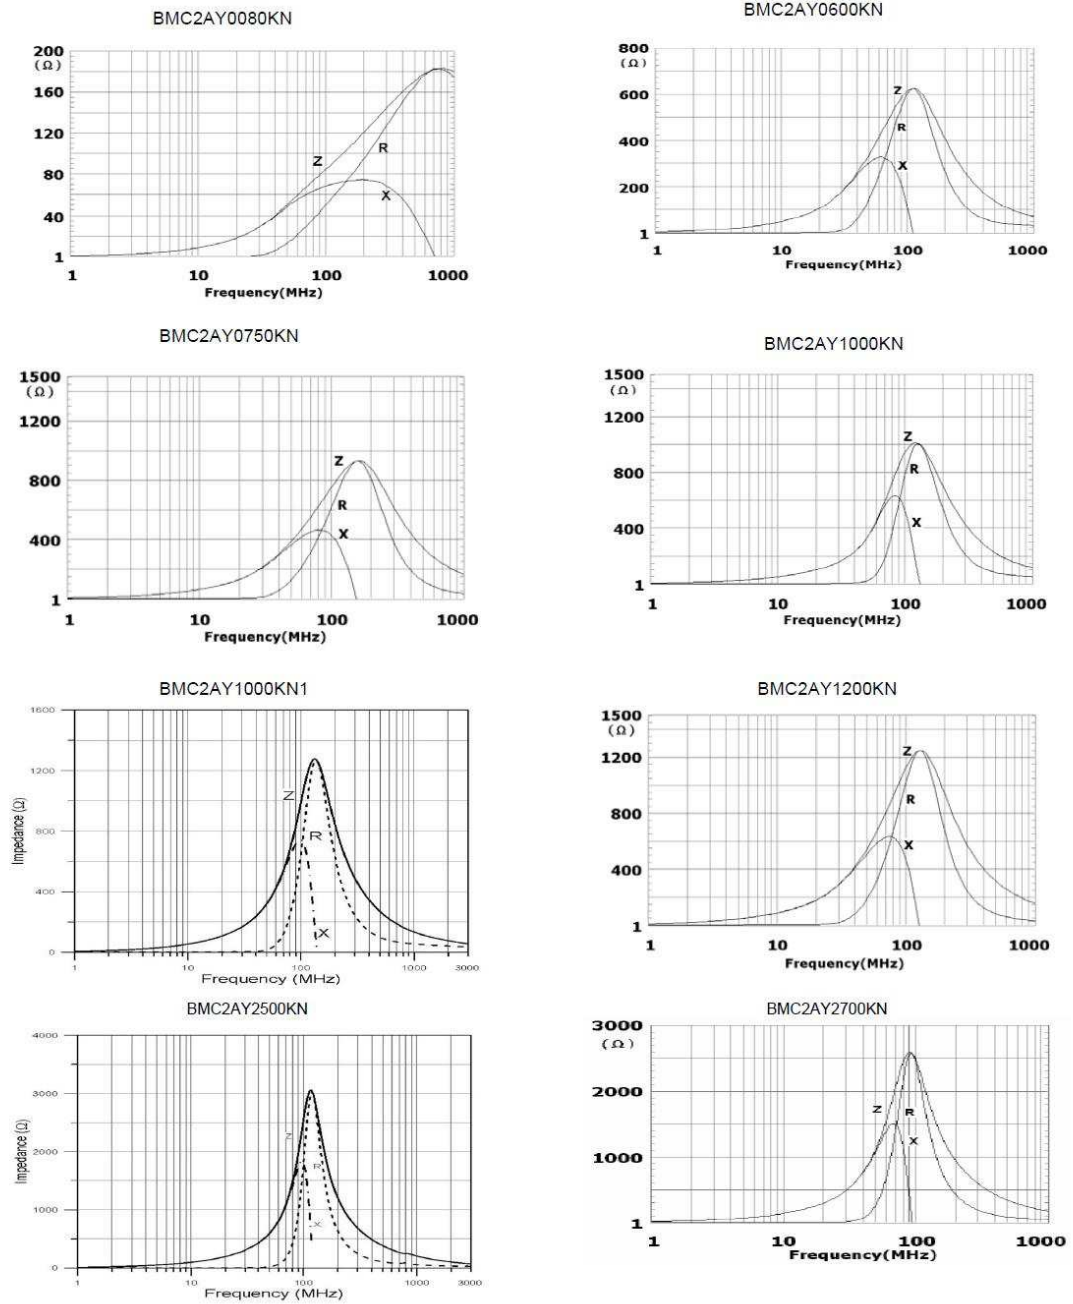 BMC2AY0080KN
200
(Ω)
160
120
80
40
1
Z
R
X
1 10 100 1000
Frequency(MHz)
BMC2AY0600KN
800
(Ω)
600
400
200
1
Z
R
X
1 10 100 1000
Frequency(MHz)
BMC2AY0750KN
1500
(Ω)
1200
800
400
1
Z
R
X
1 10 100 1000
Frequency(MHz)
BMC2AY1000KN
1500
(Ω)
1200
800
400
1
Z
R
X
1 10 100 1000
Frequency(MHz)
BMC2AY1000KN1
1600
1200
800
400
0
Impedance (Ω)
Z
R
X
1 10 100 1000 3000
Frequency (MHz)
BMC2AY1200KN
1500
(Ω)
1200
800
400
1
Z
R
X
1 10 100 1000
Frequency(MHz)
BMC2AY2500KN
4000
3000
2000
1000
0
Impedance (Ω)
Z
R
X
1 10 100 1000 3000
Frequency (MHz)
BMC2AY2700KN
3000
(Ω)
2000
1000
1
Z
R
X
1 10 100 1000
Frequency(MHz)